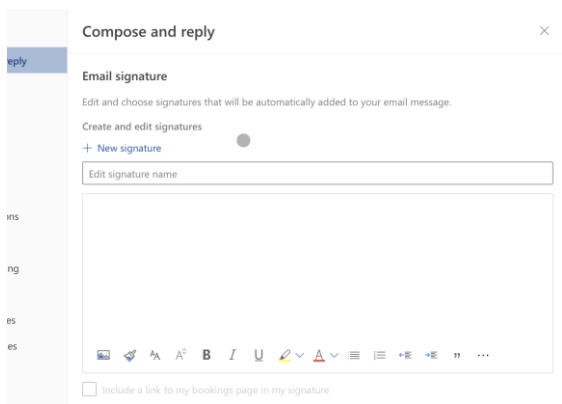 Compose and reply
reply
Email signature
Edit and choose signatures that will be automatically added to your email message.
Create and edit signatures
+ New signature
Edit signature name
ons
ng
es
es
B I U A
Include a link to my bookings page in my signature